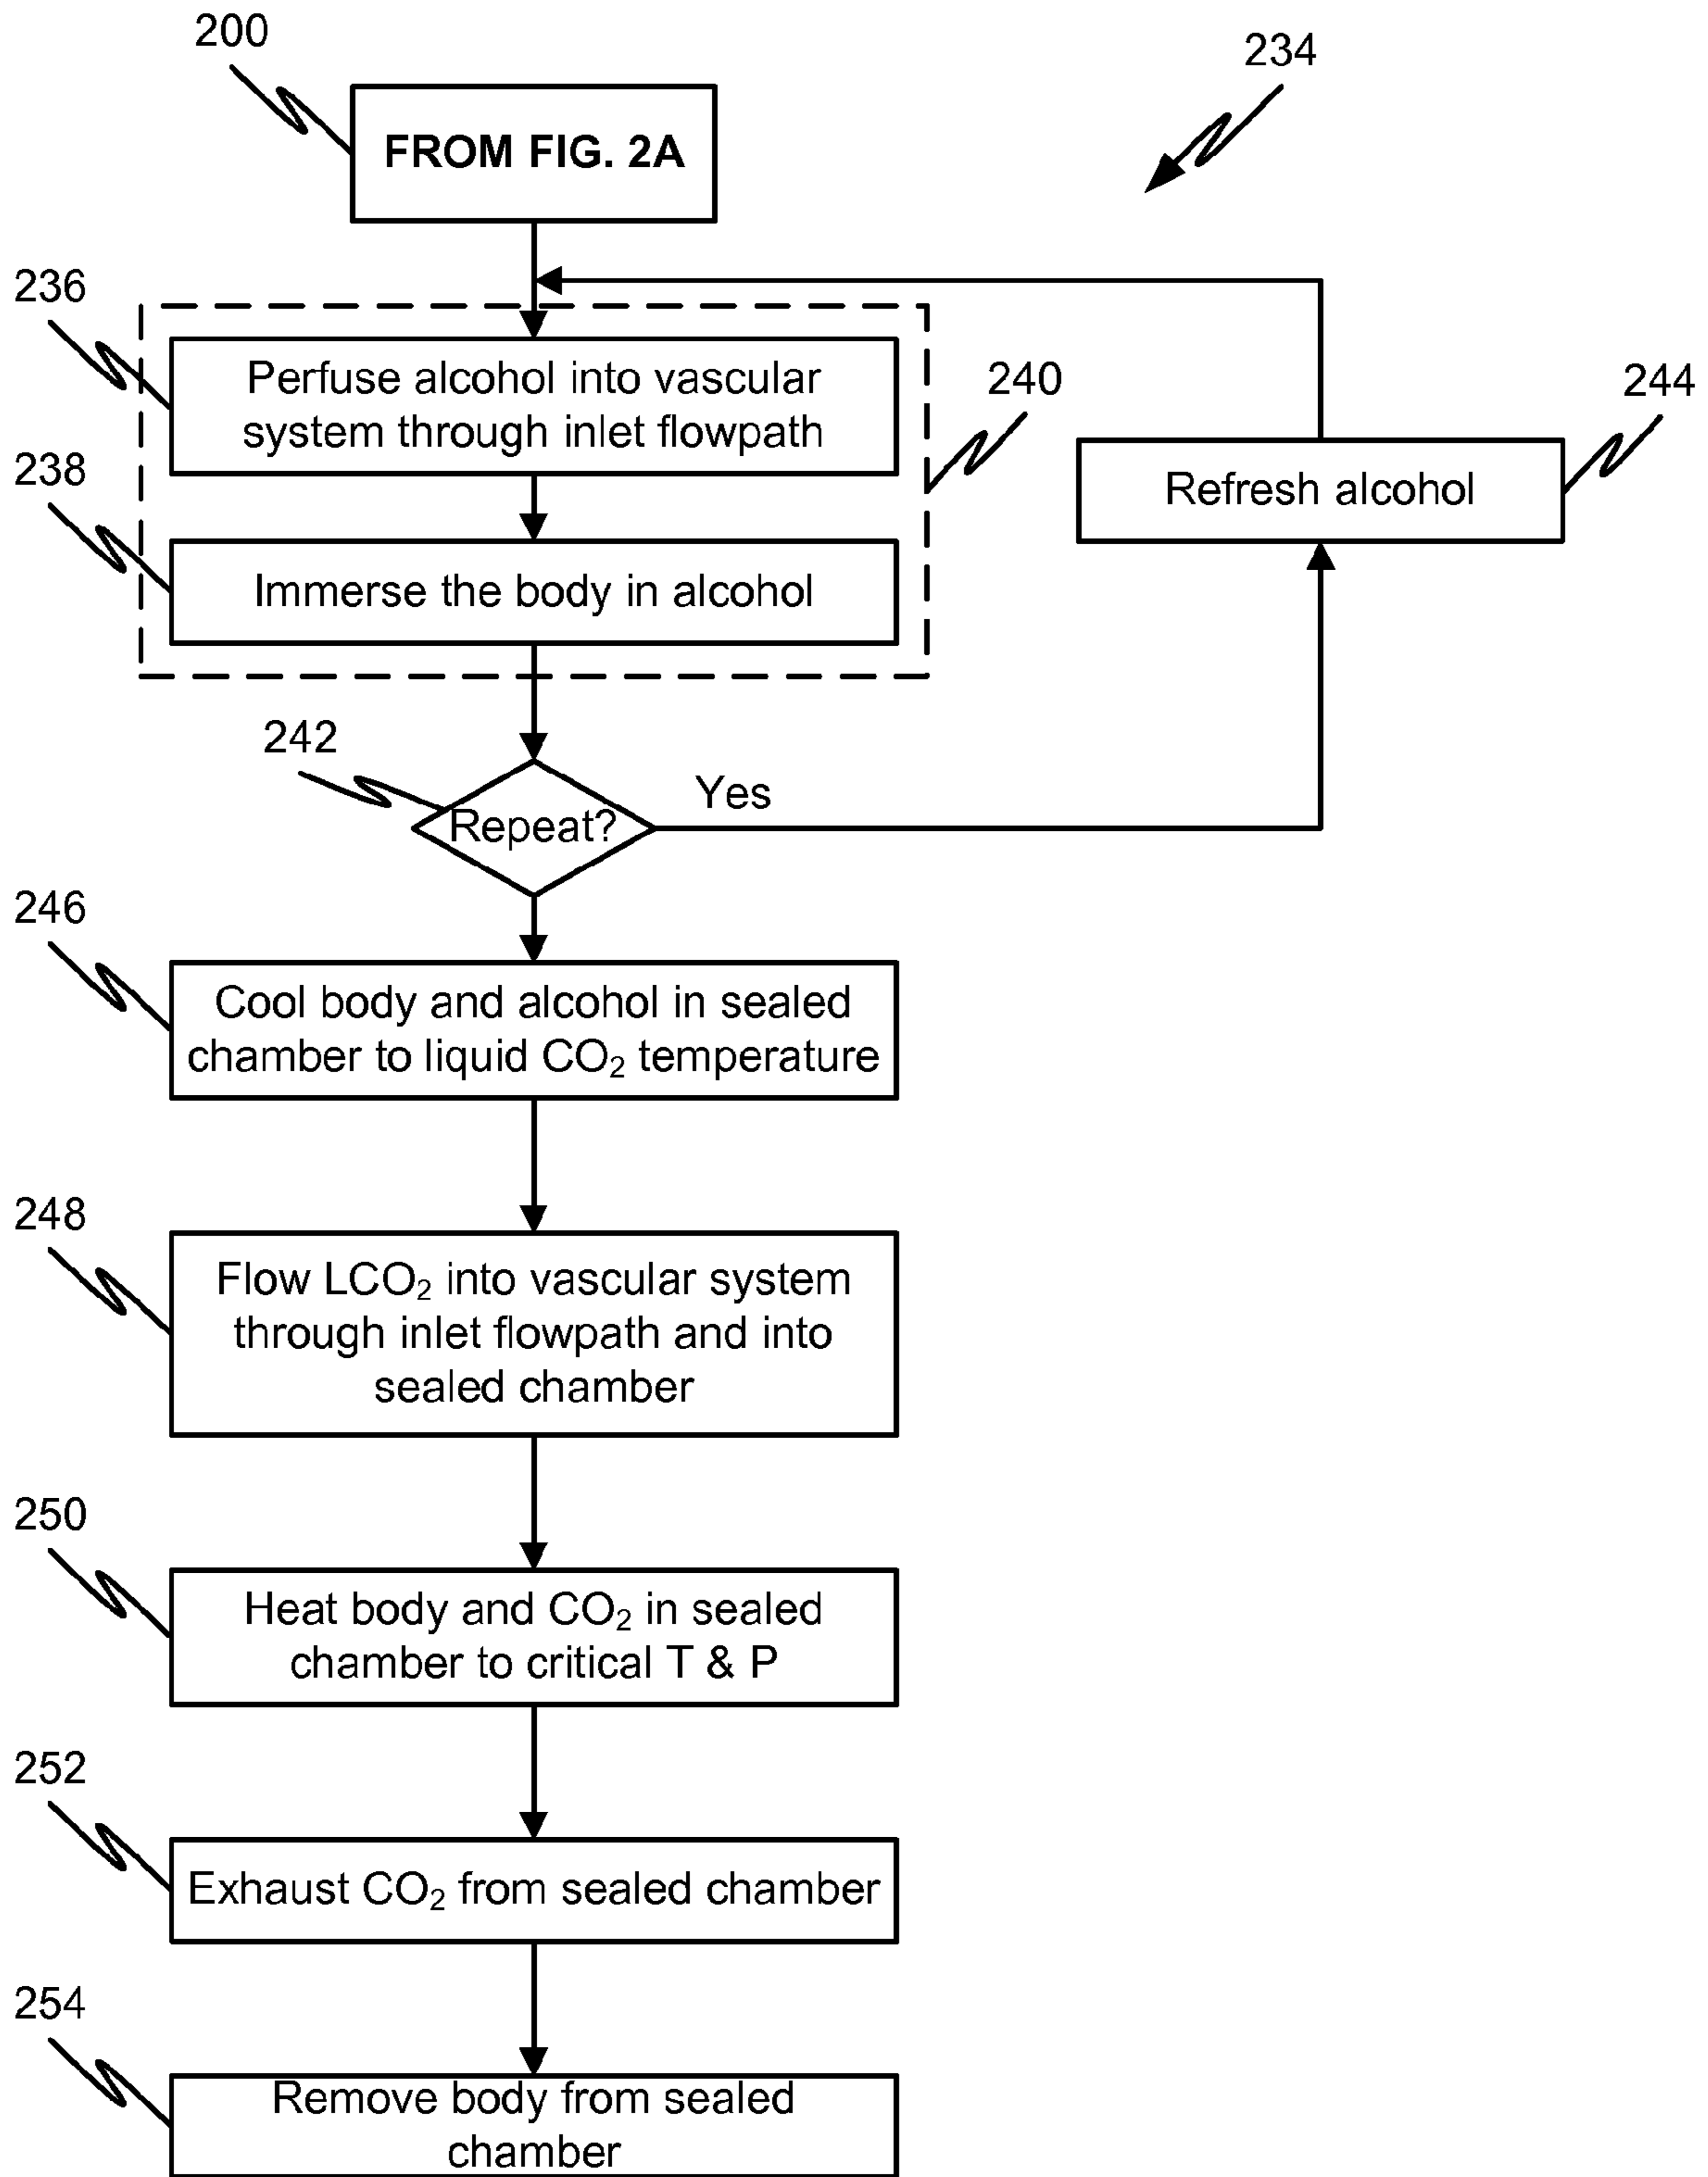 200
234
FROM FIG. 2A
236
Perfuse alcohol into vascular
system through inlet flowpath
240
244
238
Refresh alcohol
Immerse the body in alcohol
242
Yes
Repeat?
246
Cool body and alcohol in sealed
chamber to liquid CO₂ temperature
248
Flow LCO₂ into vascular system
through inlet flowpath and into
sealed chamber
250
Heat body and CO₂ in sealed
chamber to critical T & P
252
Exhaust CO₂ from sealed chamber
254
Remove body from sealed
chamber